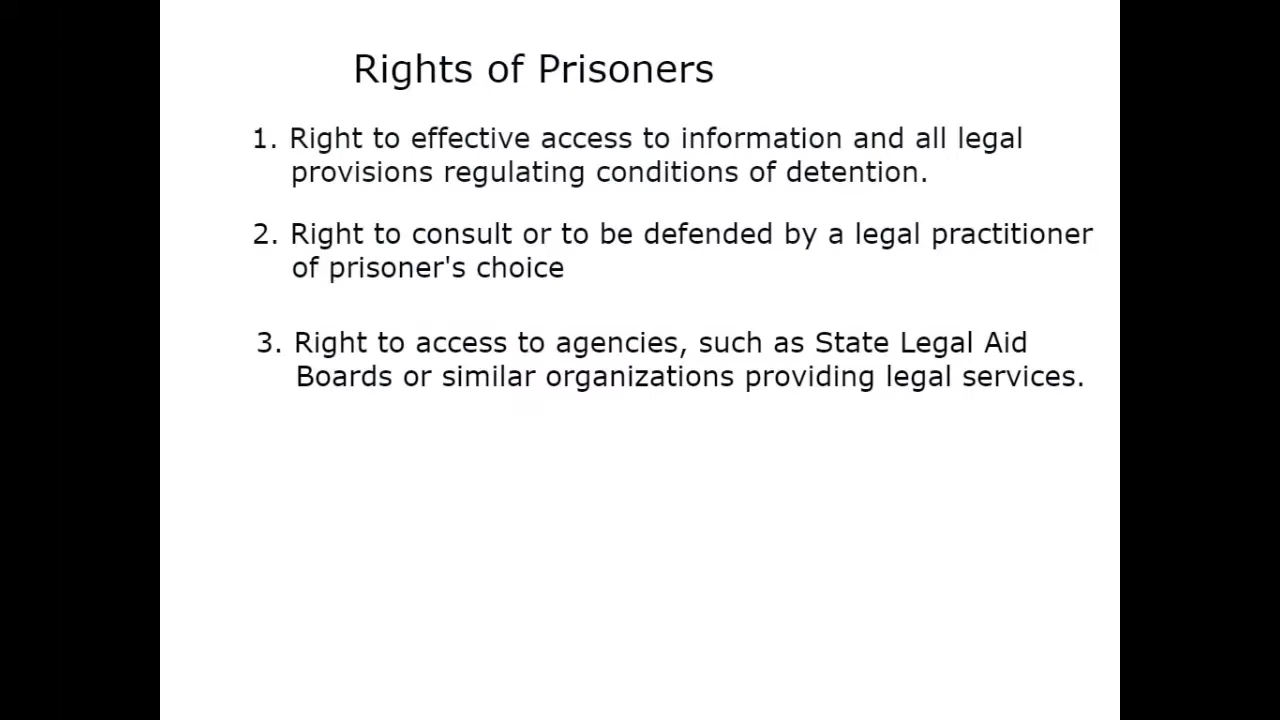 Rights of Prisoners
1. Right to effective access to information and all legal
provisions regulating conditions of detention.
2. Right to consult or to be defended by a legal practitioner
of prisoner's choice
3. Right to access to agencies, such as State Legal Aid
Boards or similar organizations providing legal services.